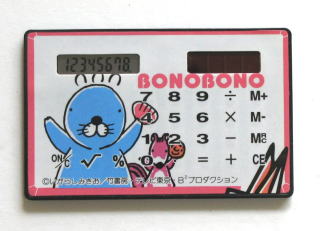 12345678
BONOBONO
7 8 9 ÷ M+
4 5 6 × M-
1 2 3 − MRC
ON/C √ % 0 · = + CE
©いがらしみきお/竹書房・テレビ東京・B²プロダクション